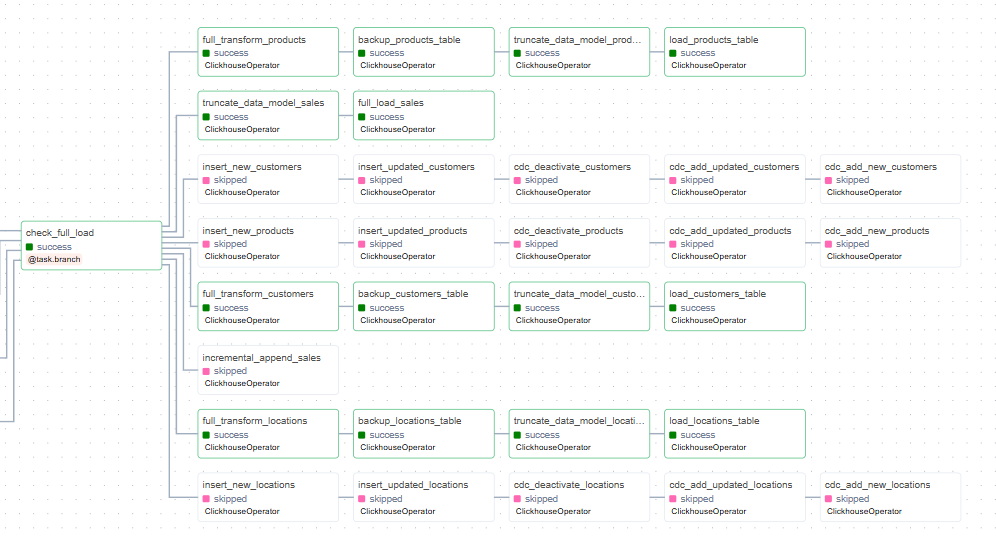 full_transform_products
success
ClickhouseOperator
backup_products_table
success
ClickhouseOperator
truncate_data_model_prod...
success
ClickhouseOperator
load_products_table
success
ClickhouseOperator
truncate_data_model_sales
success
ClickhouseOperator
full_load_sales
success
ClickhouseOperator
insert_new_customers
skipped
ClickhouseOperator
insert_updated_customers
skipped
ClickhouseOperator
cdc_deactivate_customers
skipped
ClickhouseOperator
cdc_add_updated_customers
skipped
ClickhouseOperator
cdc_add_new_customers
skipped
ClickhouseOperator
check_full_load
success
@task.branch
insert_new_products
skipped
ClickhouseOperator
insert_updated_products
skipped
ClickhouseOperator
cdc_deactivate_products
skipped
ClickhouseOperator
cdc_add_updated_products
skipped
ClickhouseOperator
cdc_add_new_products
skipped
ClickhouseOperator
full_transform_customers
success
ClickhouseOperator
backup_customers_table
success
ClickhouseOperator
truncate_data_model_custo...
success
ClickhouseOperator
load_customers_table
success
ClickhouseOperator
incremental_append_sales
skipped
ClickhouseOperator
full_transform_locations
success
ClickhouseOperator
backup_locations_table
success
ClickhouseOperator
truncate_data_model_locati...
success
ClickhouseOperator
load_locations_table
success
ClickhouseOperator
insert_new_locations
skipped
ClickhouseOperator
insert_updated_locations
skipped
ClickhouseOperator
cdc_deactivate_locations
skipped
ClickhouseOperator
cdc_add_updated_locations
skipped
ClickhouseOperator
cdc_add_new_locations
skipped
ClickhouseOperator